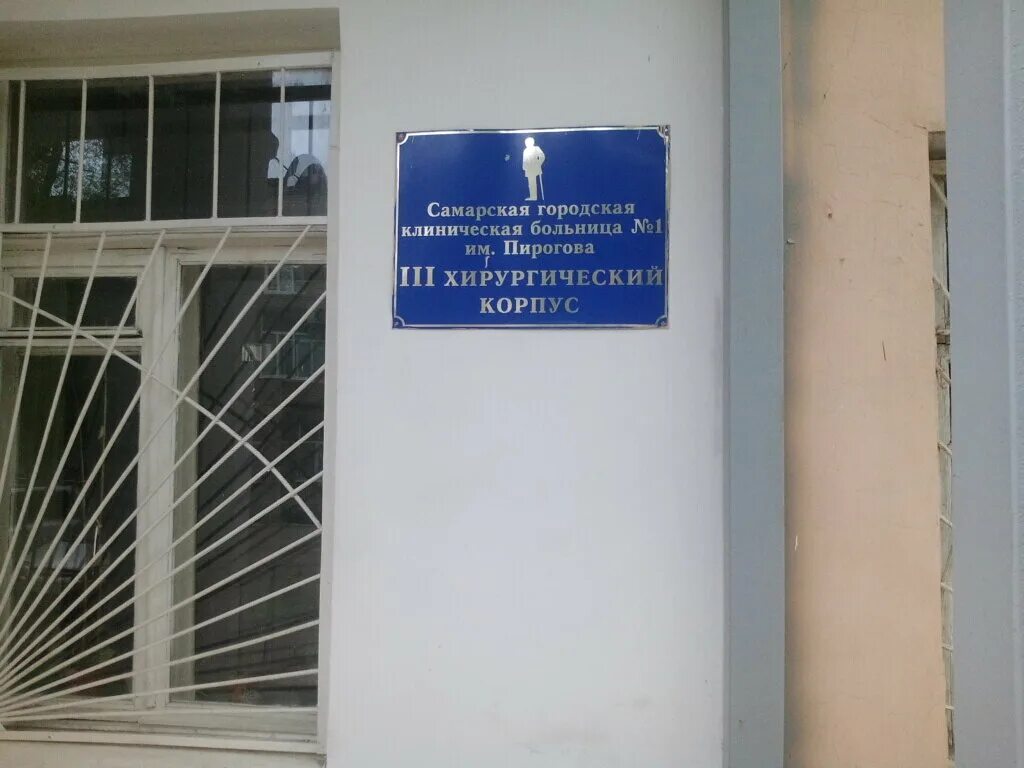 Самарская городская
клиническая больница №1
им. Пирогова
III ХИРУРГИЧЕСКИЙ
КОРПУС